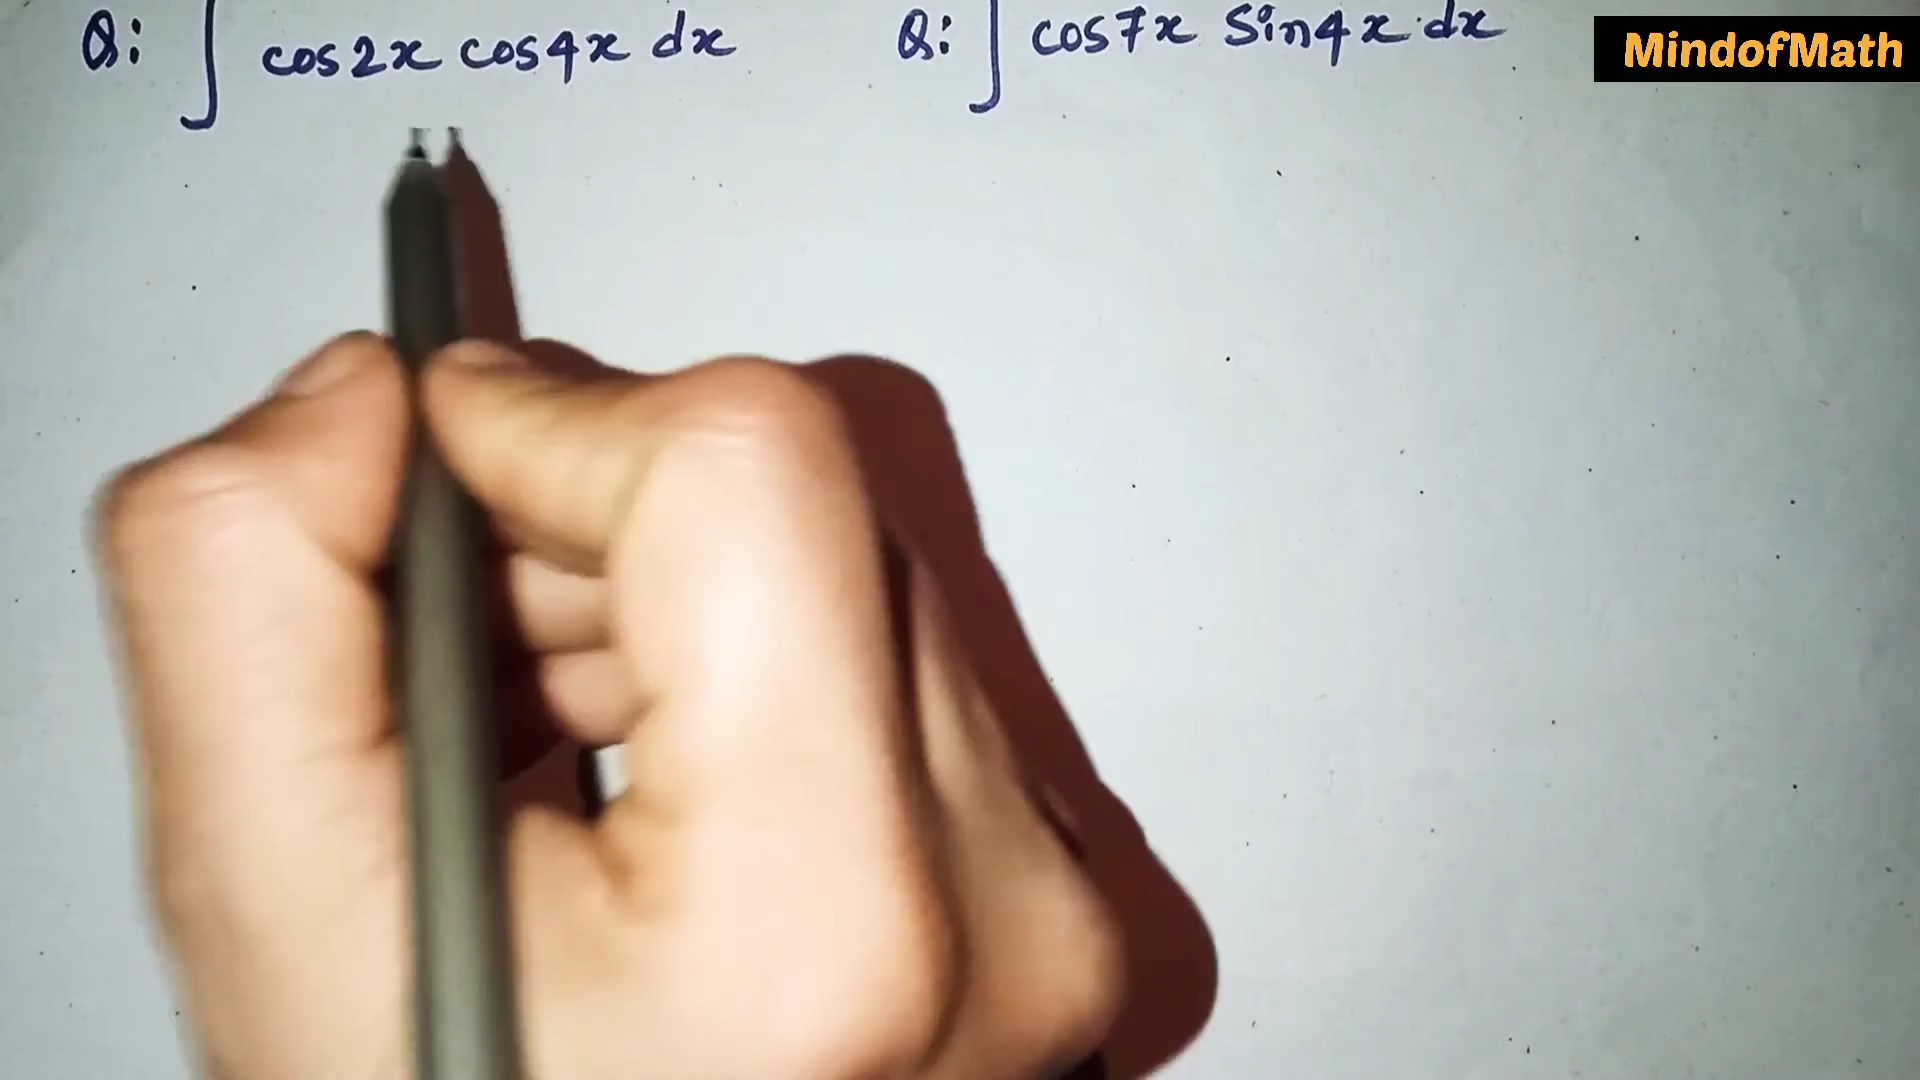 Q: ∫ cos2x cos4x dx
Q: ∫ cos7x Sin4x dx
MindofMath